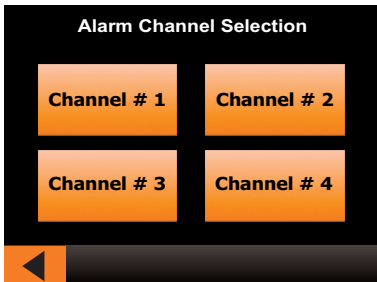 Alarm Channel Selection
Channel # 1
Channel # 2
Channel # 3
Channel # 4